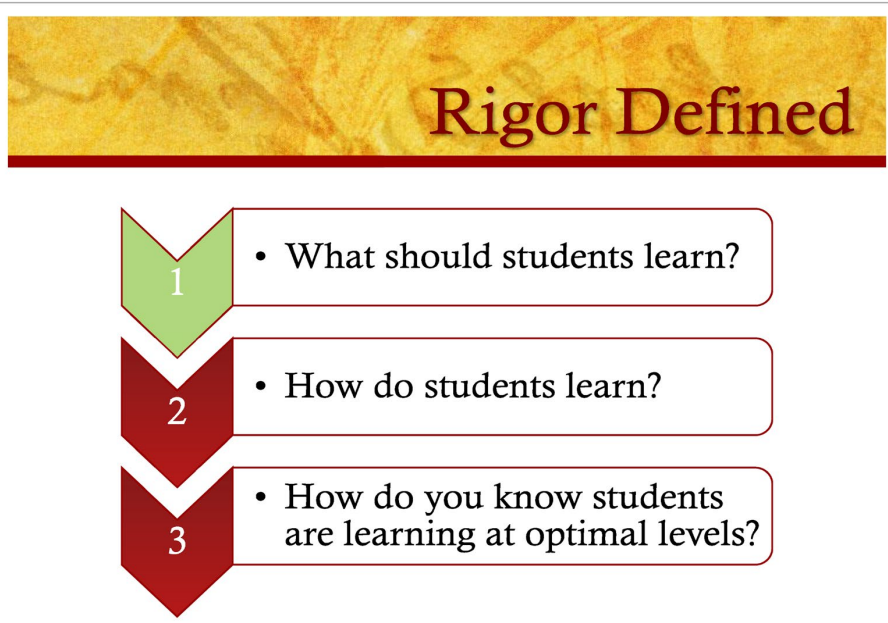 Rigor Defined
1
• What should students learn?
2
• How do students learn?
3
• How do you know students
are learning at optimal levels?